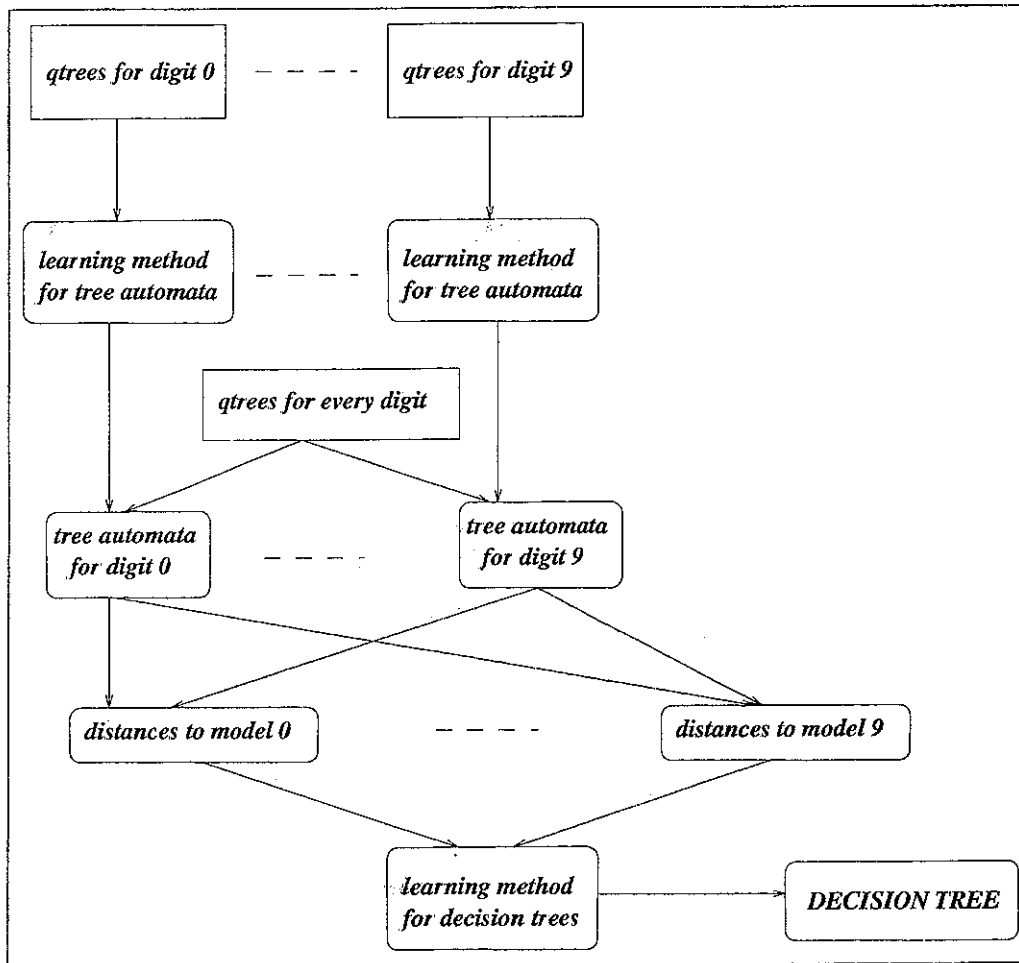 qtrees for digit 0
qtrees for digit 9
learning method
for tree automata
learning method
for tree automata
qtrees for every digit
tree automata
for digit 0
tree automata
for digit 9
distances to model 0
distances to model 9
learning method
for decision trees
DECISION TREE